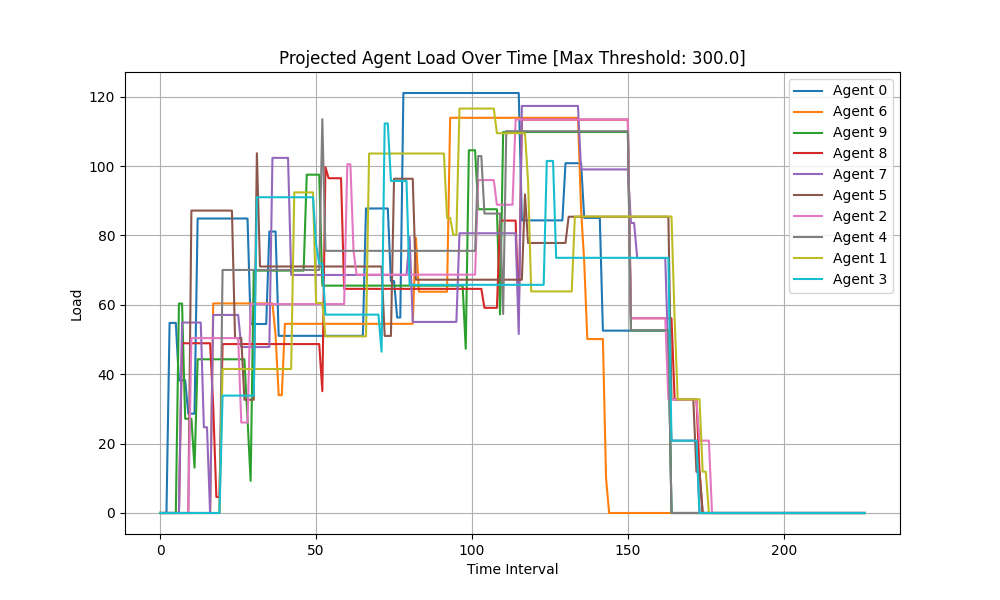 Projected Agent Load Over Time [Max Threshold: 300.0]
Load
120
100
80
60
40
20
0
0
50
100
150
200
Time Interval
Agent 0
Agent 6
Agent 9
Agent 8
Agent 7
Agent 5
Agent 2
Agent 4
Agent 1
Agent 3